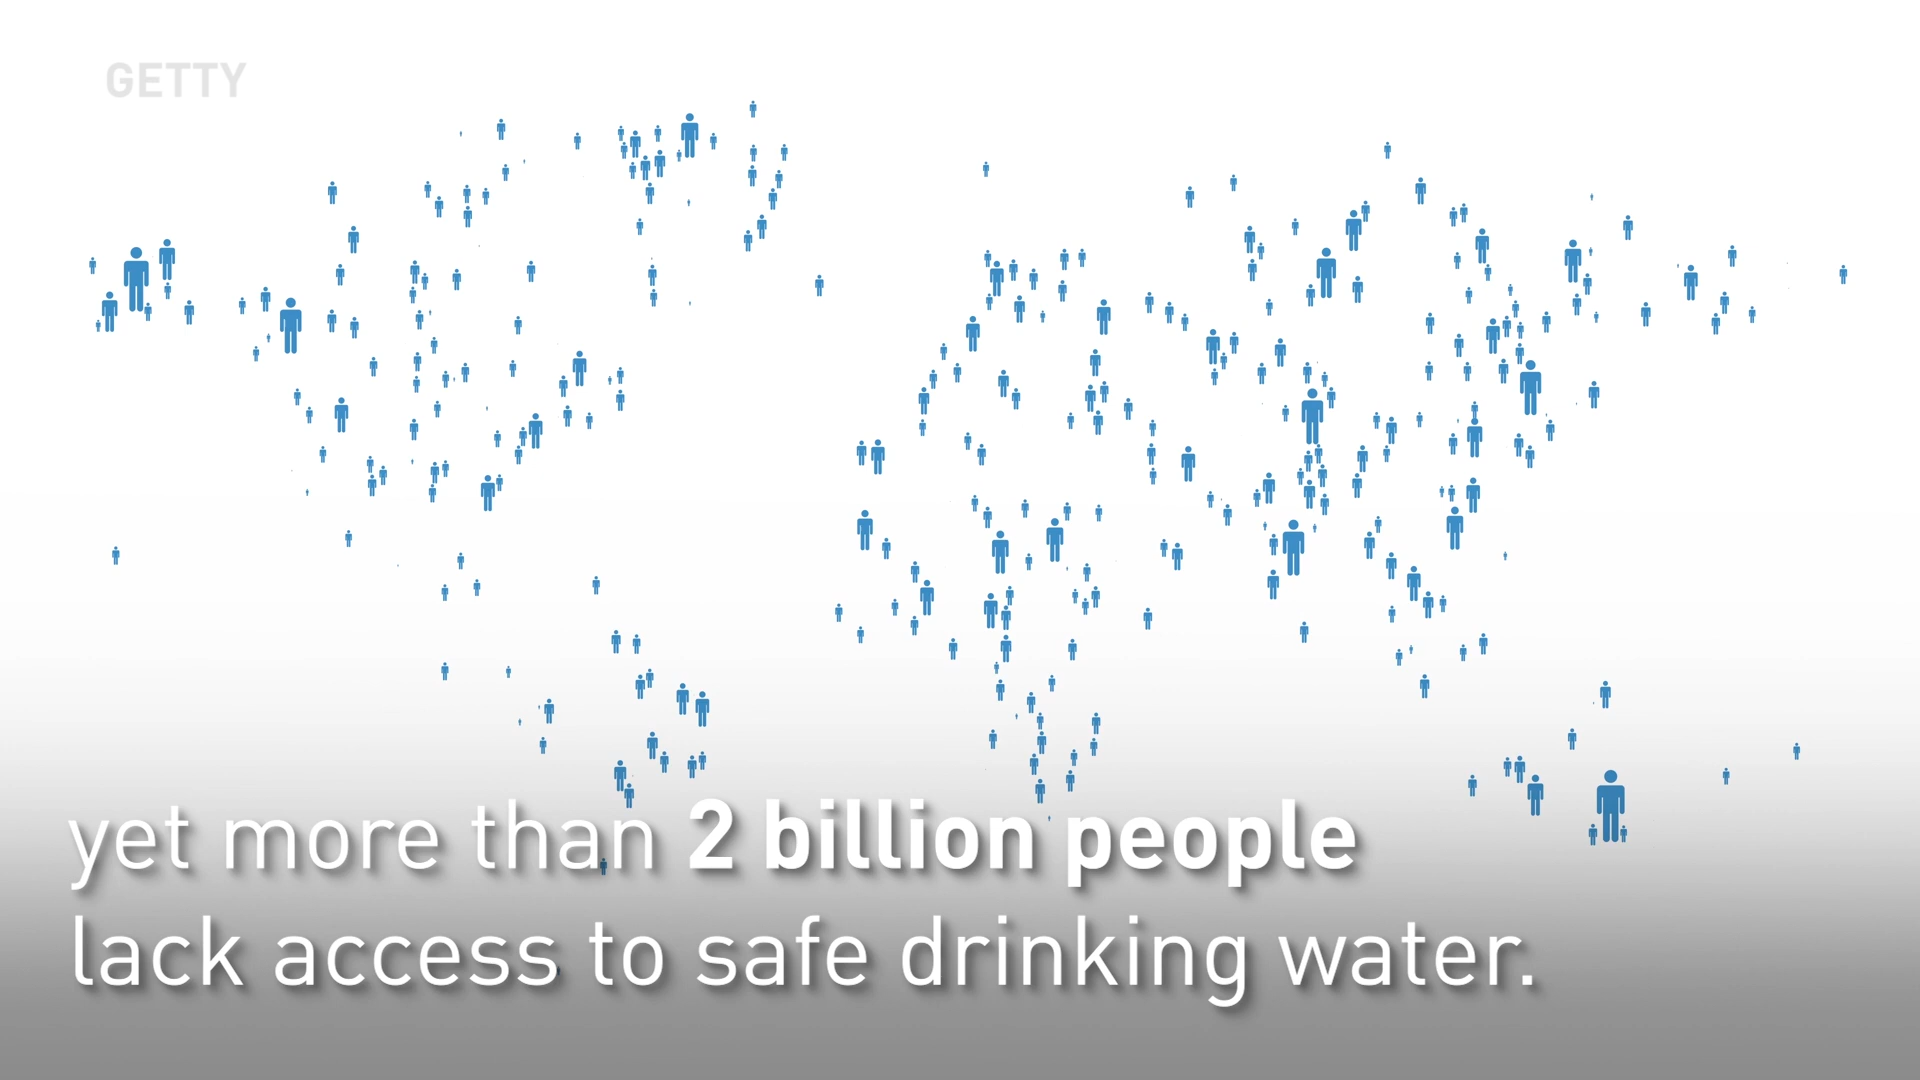 GETTY
yet more than 2 billion people
lack access to safe drinking water.